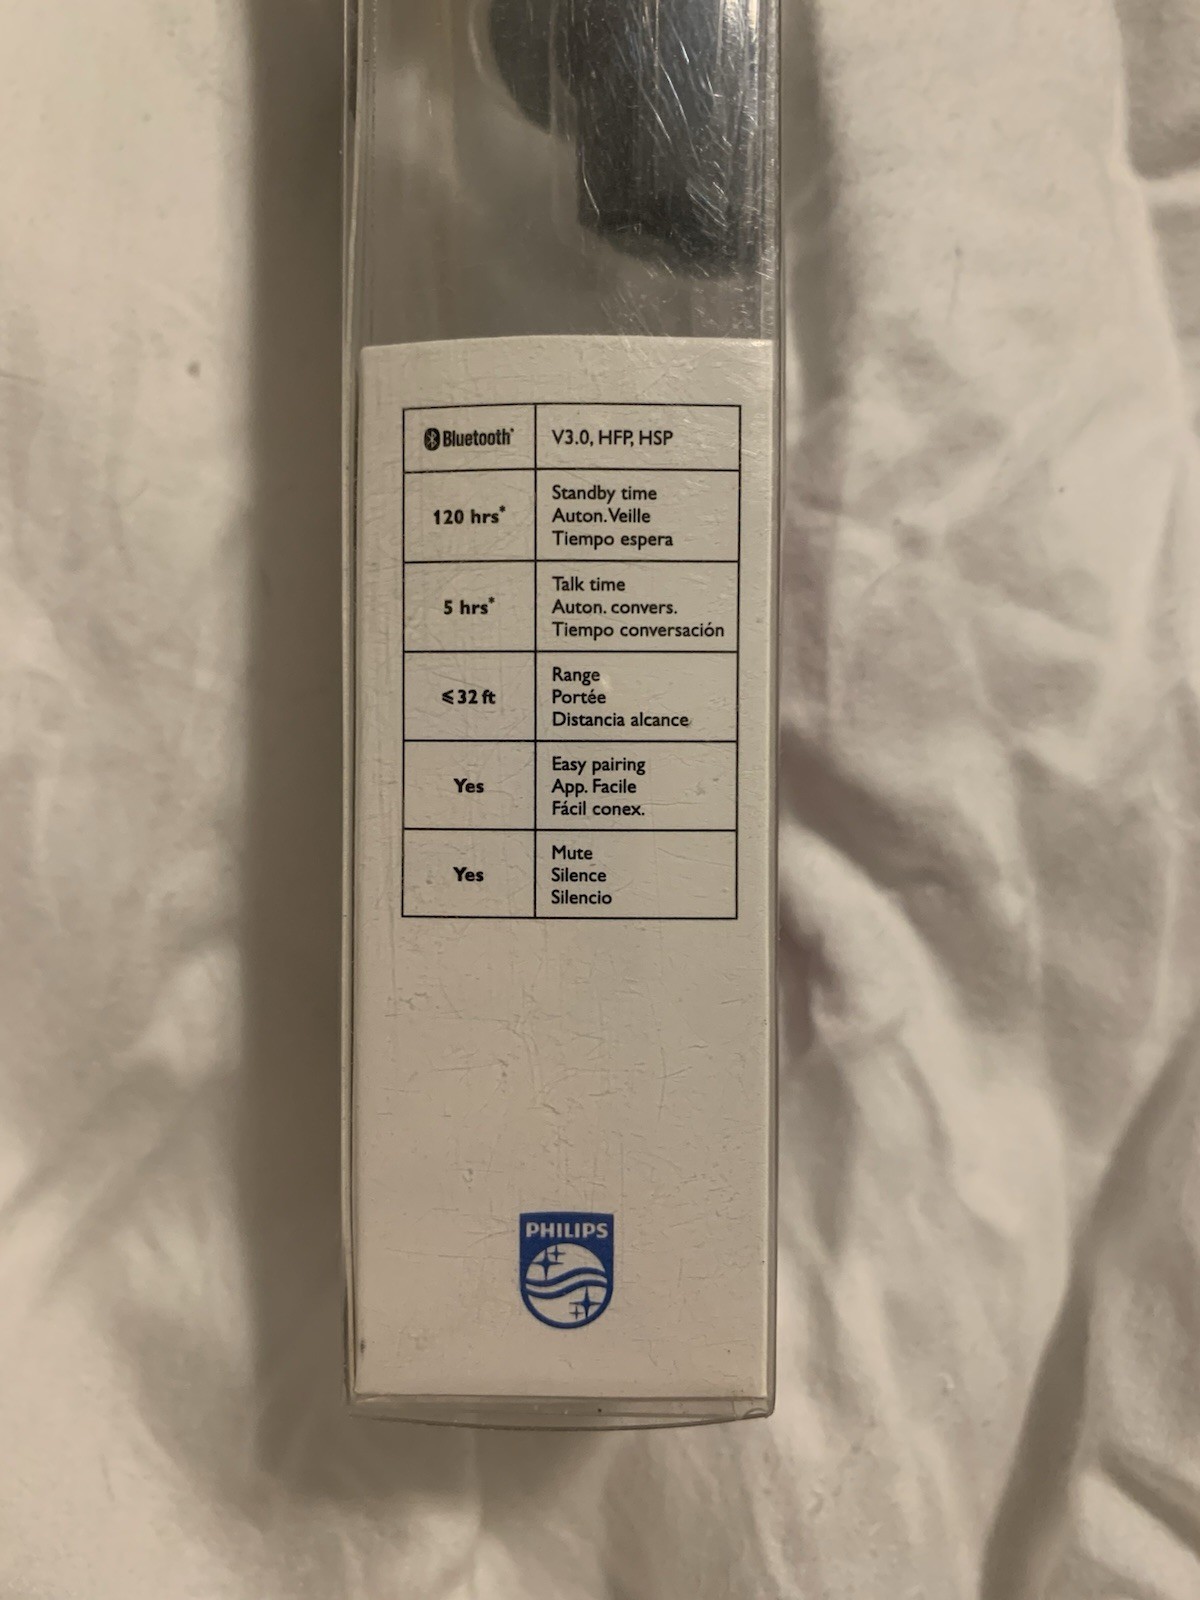 Bluetooth® V3.0, HFP, HSP
120 hrs* Standby time
Auton. Veille
Tiempo espera
5 hrs* Talk time
Auton. convers.
Tiempo conversación
⩽32 ft Range
Portée
Distancia alcance
Yes Easy pairing
App. Facile
Fácil conex.
Yes Mute
Silence
Silencio
PHILIPS